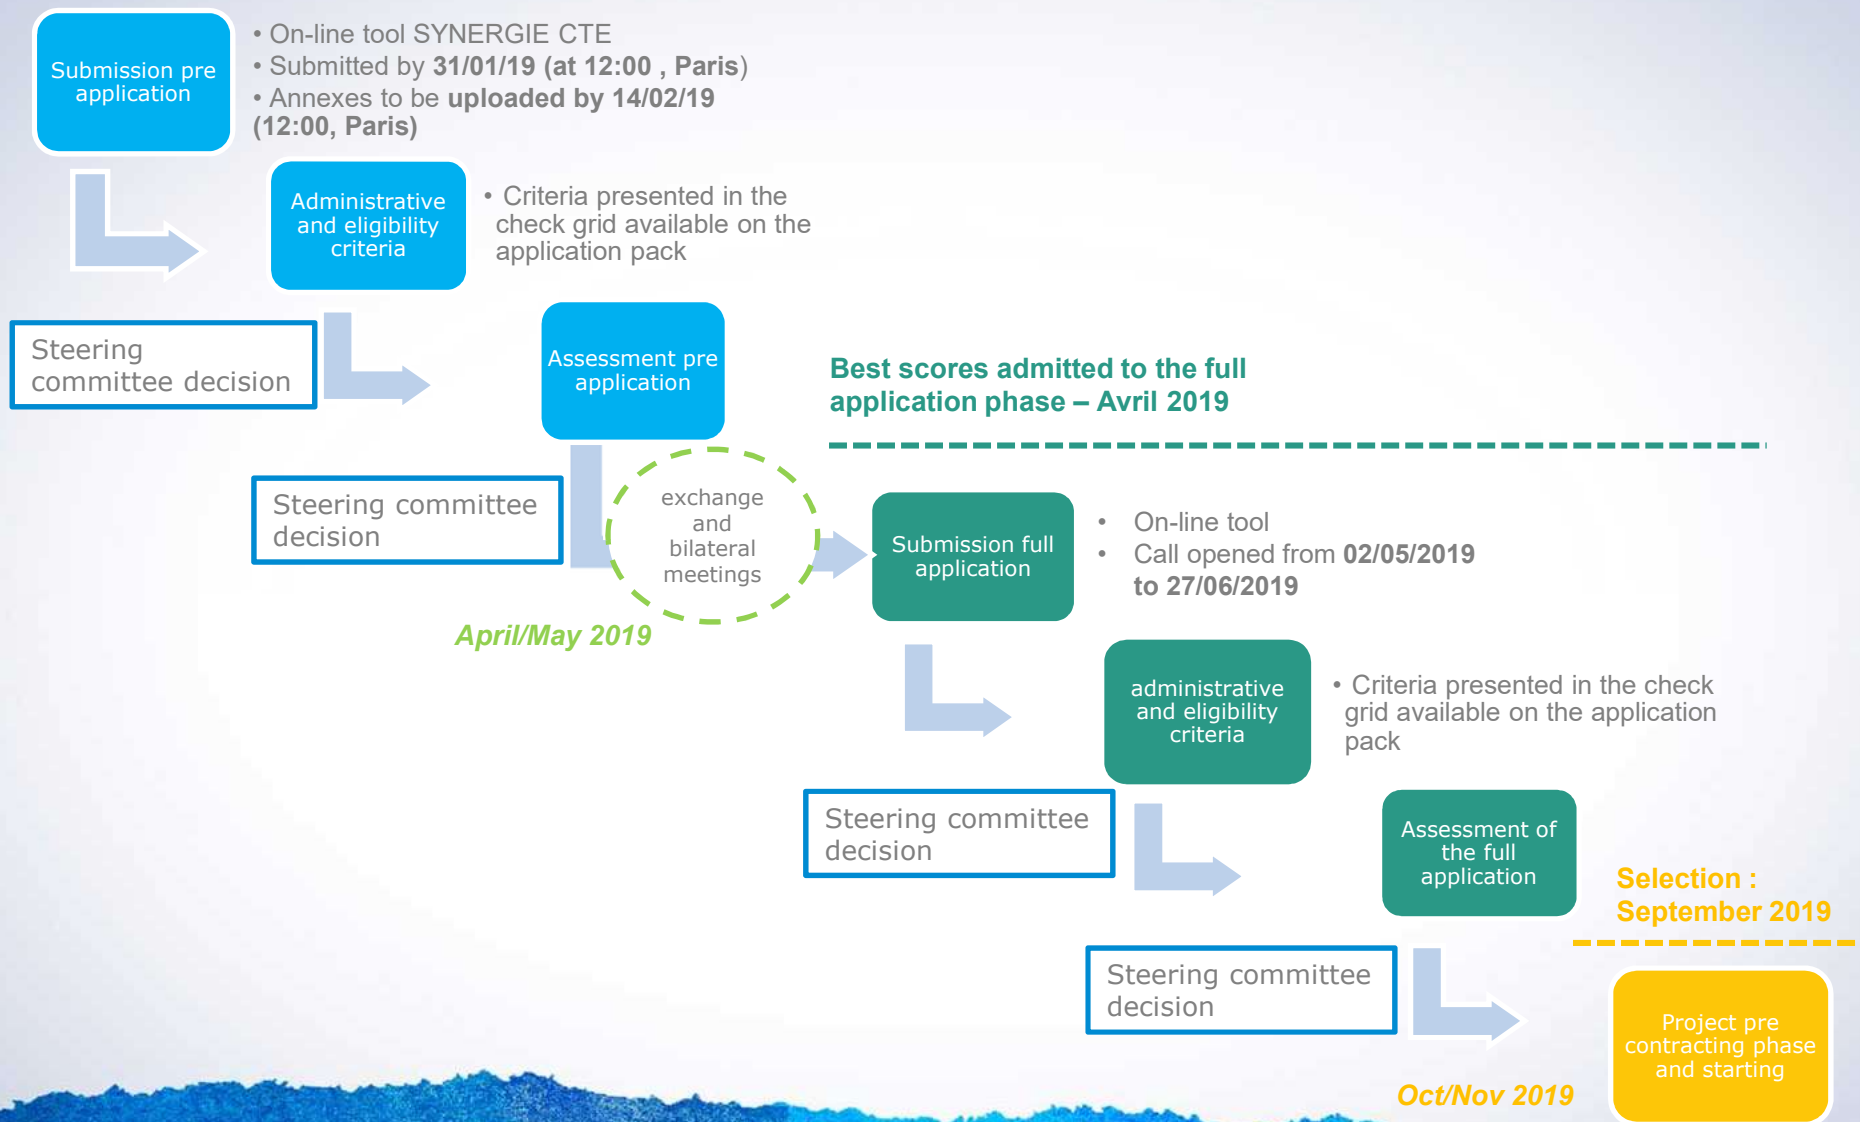 Submission pre
application
• On-line tool SYNERGIE CTE
• Submitted by 31/01/19 (at 12:00 , Paris)
• Annexes to be uploaded by 14/02/19
(12:00, Paris)
Administrative
and eligibility
criteria
• Criteria presented in the
check grid available on the
application pack
Steering
committee decision
Assessment pre
application
Best scores admitted to the full
application phase – Avril 2019
Steering committee
decision
exchange
and
bilateral
meetings
April/May 2019
Submission full
application
• On-line tool
• Call opened from 02/05/2019
to 27/06/2019
administrative
and eligibility
criteria
• Criteria presented in the check
grid available on the application
pack
Steering committee
decision
Assessment of
the full
application
Selection :
September 2019
Steering committee
decision
Project pre
contracting phase
and starting
Oct/Nov 2019